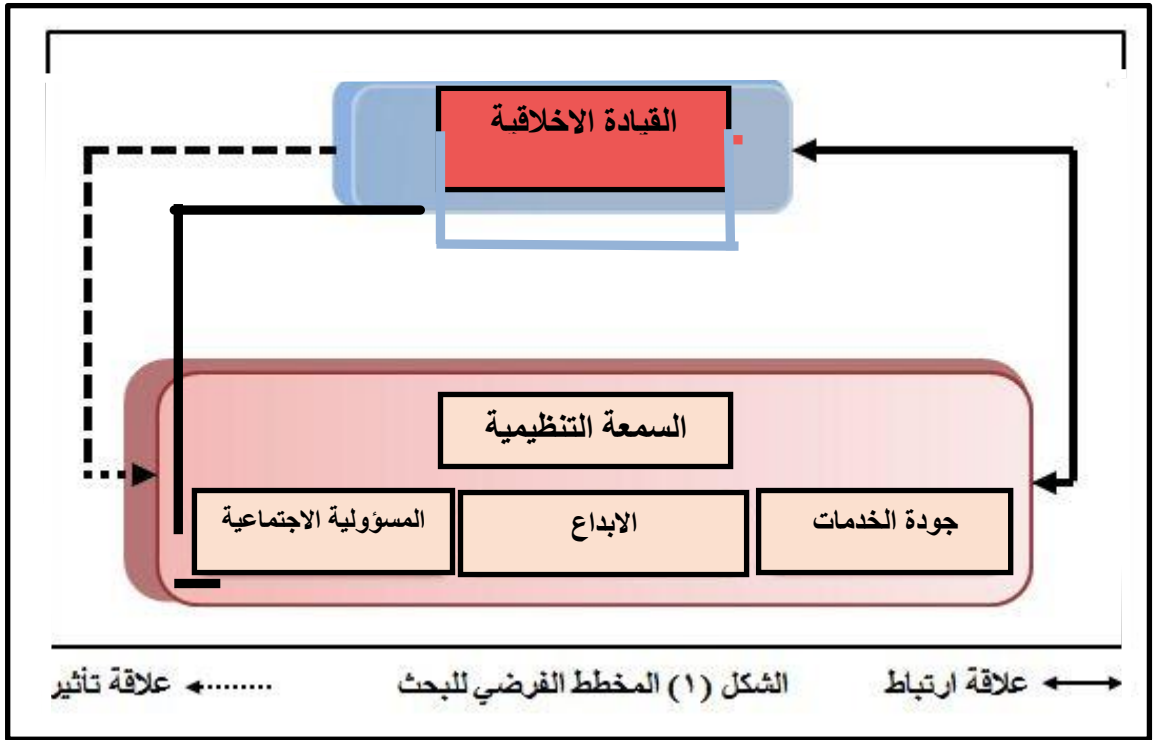 القيادة الاخلاقية
السمعة التنظيمية
جودة الخدمات
الابداع
المسؤولية الاجتماعية
علاقة ارتباط
الشكل (١) المخطط الفرضي للبحث
علاقة تأثير